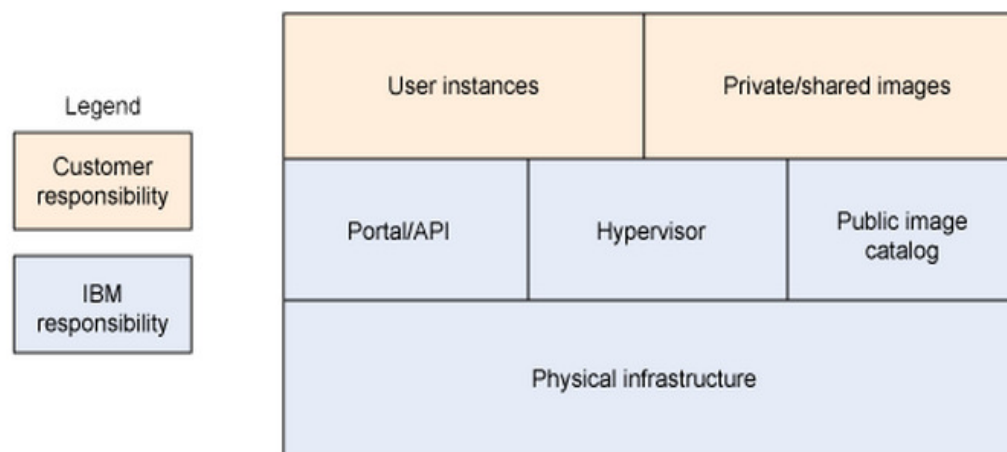 Legend
Customer
responsibility
IBM
responsibility
User instances
Private/shared images
Portal/API
Hypervisor
Public image
catalog
Physical infrastructure